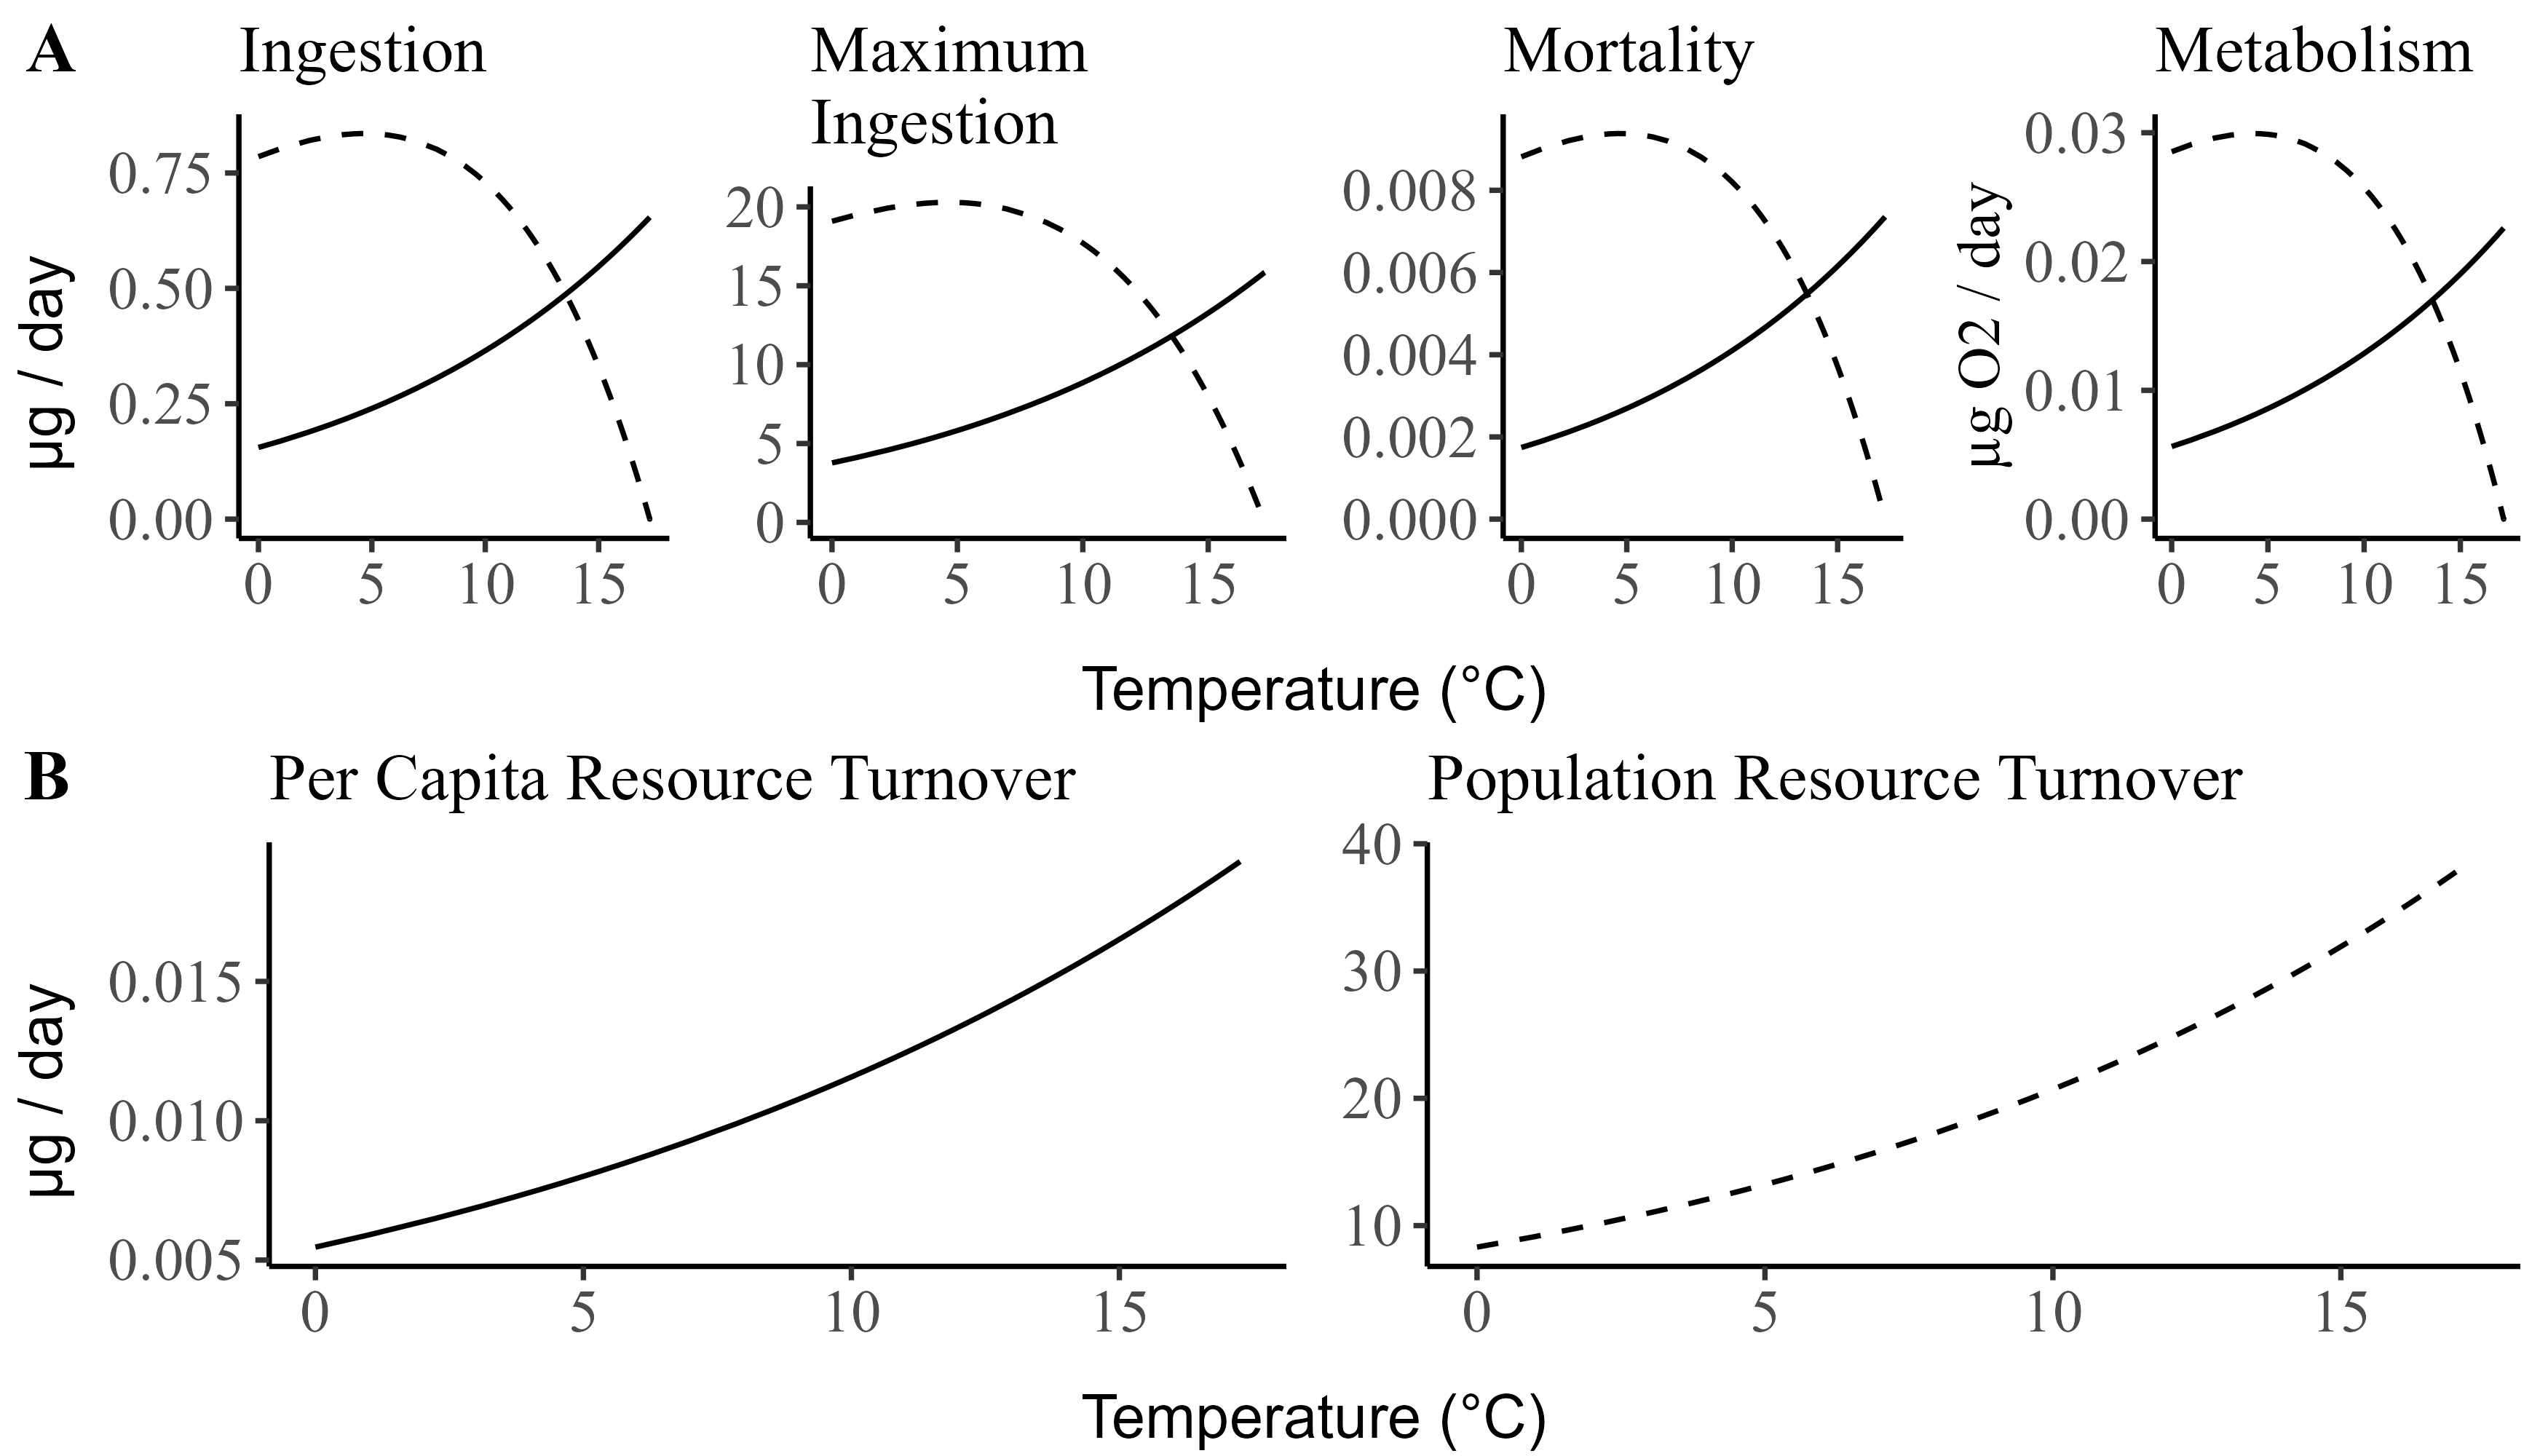 A
Ingestion
Maximum
Ingestion
Mortality
Metabolism
µg / day
0.75
0.50
0.25
0.00
0 5 10 15
20
15
10
5
0
0 5 10 15
0.008
0.006
0.004
0.002
0.000
0 5 10 15
µg O2 / day
0.03
0.02
0.01
0.00
0 5 10 15
Temperature (°C)
B
Per Capita Resource Turnover
Population Resource Turnover
µg / day
0.015
0.010
0.005
0 5 10 15
40
30
20
10
0 5 10 15
Temperature (°C)